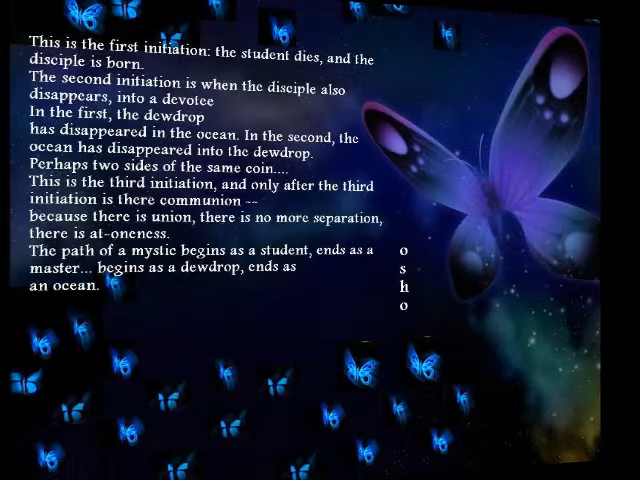 This is the first initiation: the student dies, and the
disciple is born.
The second initiation is when the disciple also
disappears, into a devotee
In the first, the dewdrop
has disappeared in the ocean. In the second, the
ocean has disappeared into the dewdrop.
Perhaps two sides of the same coin....
This is the third initiation, and only after the third
initiation is there communion --
because there is union, there is no more separation,
there is at-oneness.
The path of a mystic begins as a student, ends as a
master... begins as a dewdrop, ends as
an ocean.
o
s
h
o